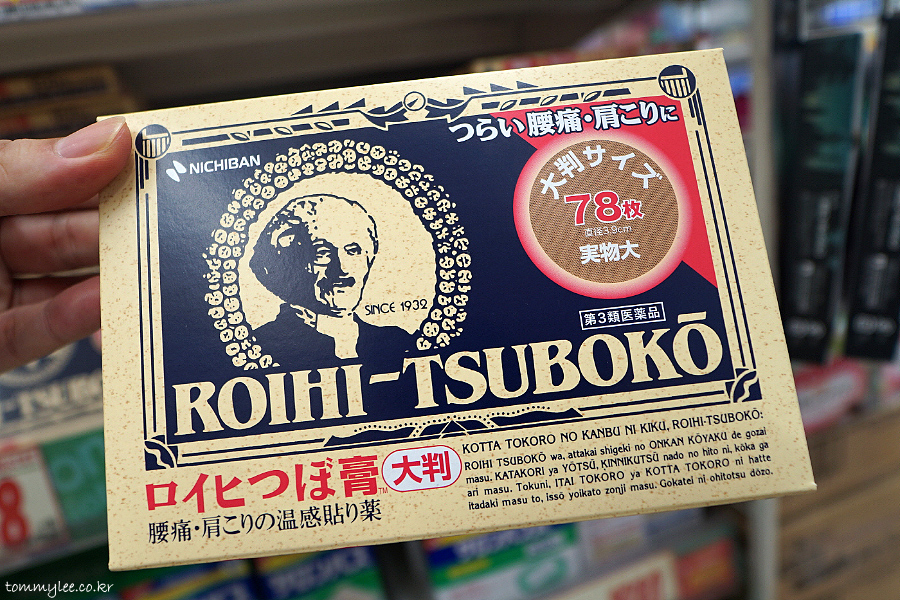 つらい腰痛・肩こりに
NICHIBAN
大判サイズ
78枚
直径3.9cm
実物大
SINCE 1932
第3類医薬品
ROIHI-TSUBOKŌ
ロイヒつぼ膏™
大判
腰痛・肩こりの温感貼り薬
KOTTA TOKORO NO KANBU NI KIKU, ROIHI-TSUBOKŌ:
ROIHI TSUBOKŌ wa, attakai shigeki no ONKAN KŌYAKU de gozai
masu. KATAKORI ya YŌTSŪ, KINNIKUTSŪ nado no hito ni, kōka ga
ari masu. Tokuni, ITAI TOKORO ya KOTTA TOKORO ni hatte
itadaki masu to, issō yoikato zonji masu. Gokatei ni ohitotsu dōzo.
8
tommylee.co.kr